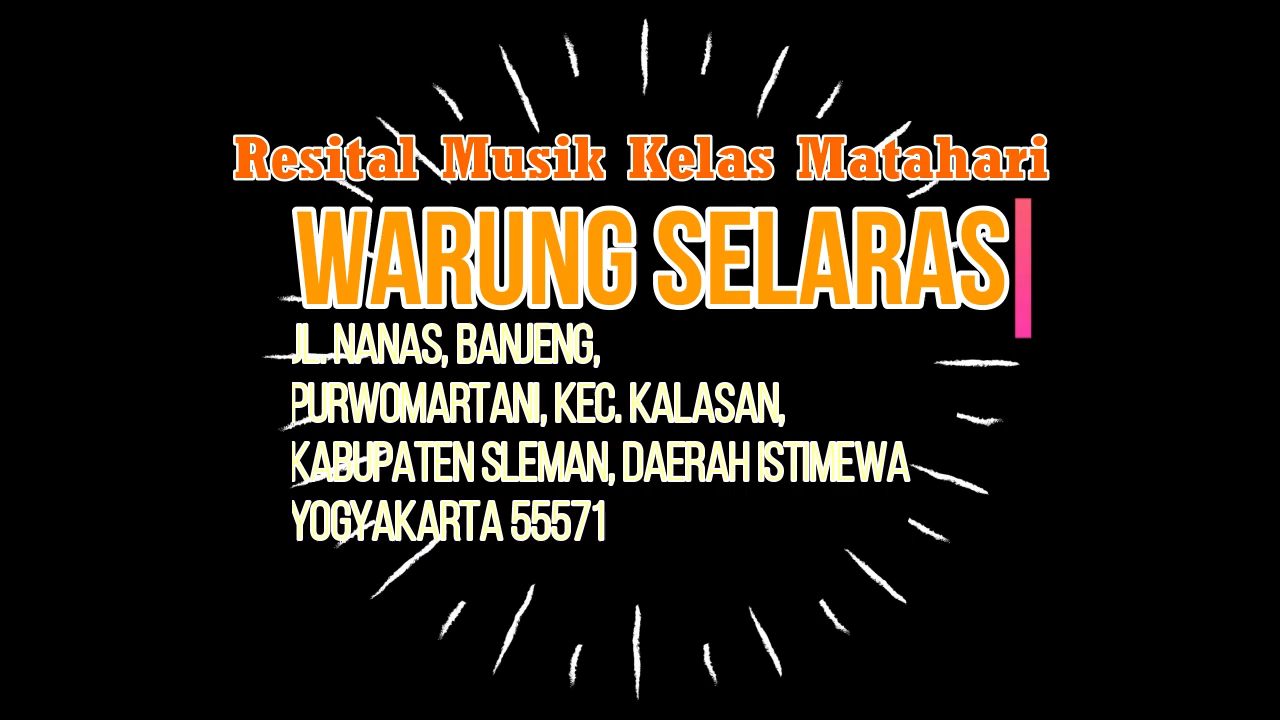 Resital Musik Kelas Matahari
WARUNG SELARAS
JL. NANAS, BANJENG,
PURWOMARTANI, KEC. KALASAN,
KABUPATEN SLEMAN, DAERAH ISTIMEWA
YOGYAKARTA 55571